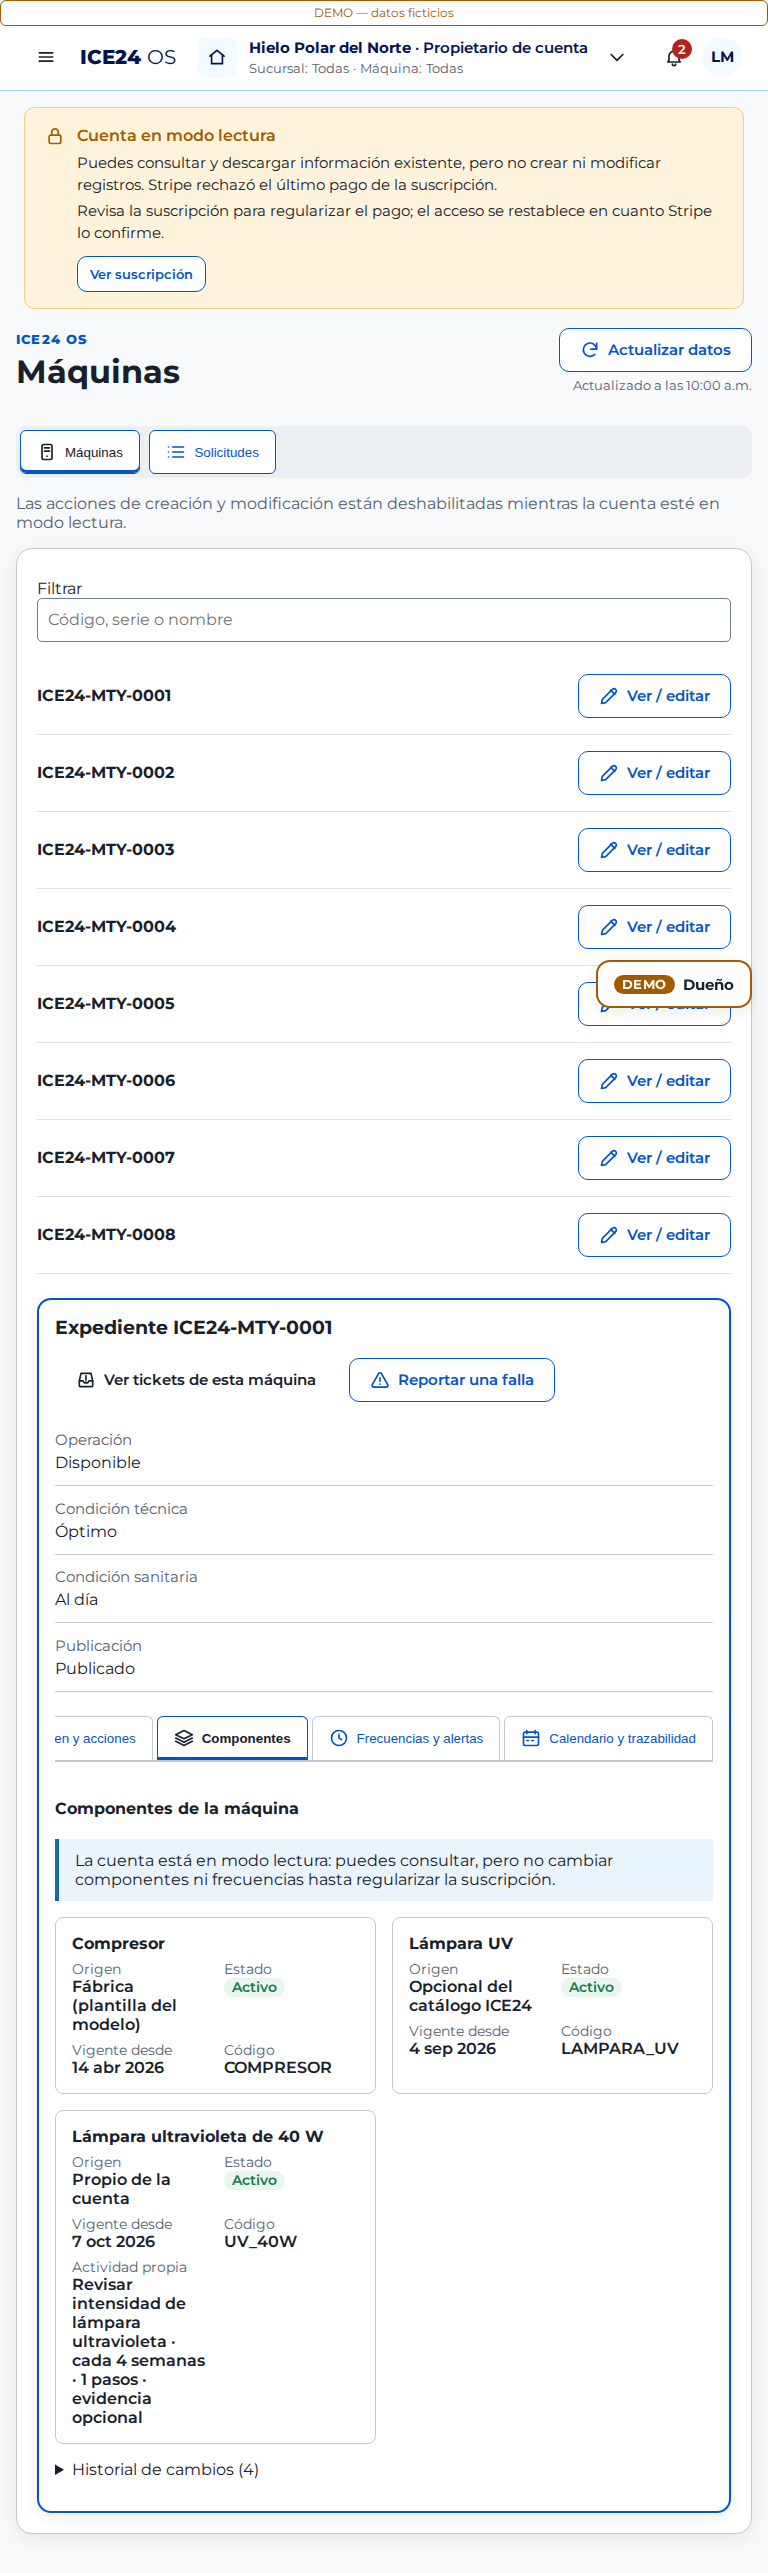 DEMO — datos ficticios
ICE24 OS
Hielo Polar del Norte · Propietario de cuenta
Sucursal: Todas · Máquina: Todas
2
LM
Cuenta en modo lectura
Puedes consultar y descargar información existente, pero no crear ni modificar
registros. Stripe rechazó el último pago de la suscripción.
Revisa la suscripción para regularizar el pago; el acceso se restablece en cuanto Stripe
lo confirme.
Ver suscripción
ICE24 OS
Máquinas
Actualizar datos
Actualizado a las 10:00 a.m.
Máquinas
Solicitudes
Las acciones de creación y modificación están deshabilitadas mientras la cuenta esté en
modo lectura.
Filtrar
Código, serie o nombre
ICE24-MTY-0001
Ver / editar
ICE24-MTY-0002
Ver / editar
ICE24-MTY-0003
Ver / editar
ICE24-MTY-0004
Ver / editar
DEMO Dueño
ICE24-MTY-0005
ICE24-MTY-0006
Ver / editar
ICE24-MTY-0007
Ver / editar
ICE24-MTY-0008
Ver / editar
Expediente ICE24-MTY-0001
Ver tickets de esta máquina
Reportar una falla
Operación
Disponible
Condición técnica
Óptimo
Condición sanitaria
Al día
Publicación
Publicado
en y acciones
Componentes
Frecuencias y alertas
Calendario y trazabilidad
Componentes de la máquina
La cuenta está en modo lectura: puedes consultar, pero no cambiar
componentes ni frecuencias hasta regularizar la suscripción.
Compresor
Origen
Fábrica
(plantilla del
modelo)
Estado
Activo
Vigente desde
14 abr 2026
Código
COMPRESOR
Lámpara UV
Origen
Opcional del
catálogo ICE24
Estado
Activo
Vigente desde
4 sep 2026
Código
LAMPARA_UV
Lámpara ultravioleta de 40 W
Origen
Propio de la
cuenta
Estado
Activo
Vigente desde
7 oct 2026
Código
UV_40W
Actividad propia
Revisar
intensidad de
lámpara
ultravioleta ·
cada 4 semanas
· 1 pasos ·
evidencia
opcional
Historial de cambios (4)